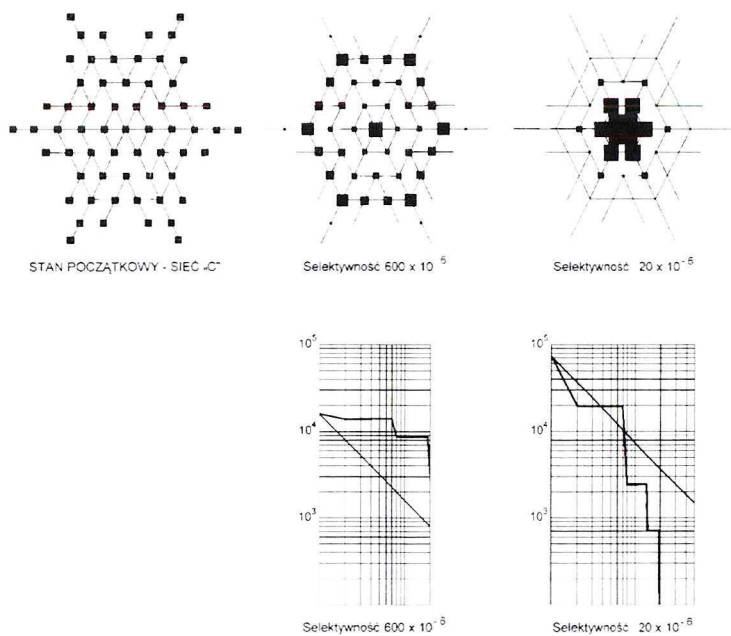 STAN POCZĄTKOWY - SIEĆ „C”
Selektywność 600 x 10⁻⁶
Selektywność 20 x 10⁻⁶
10⁵
10⁴
10³
10⁵
10⁴
10³
Selektywność 600 x 10⁻⁶
Selektywność 20 x 10⁻⁶